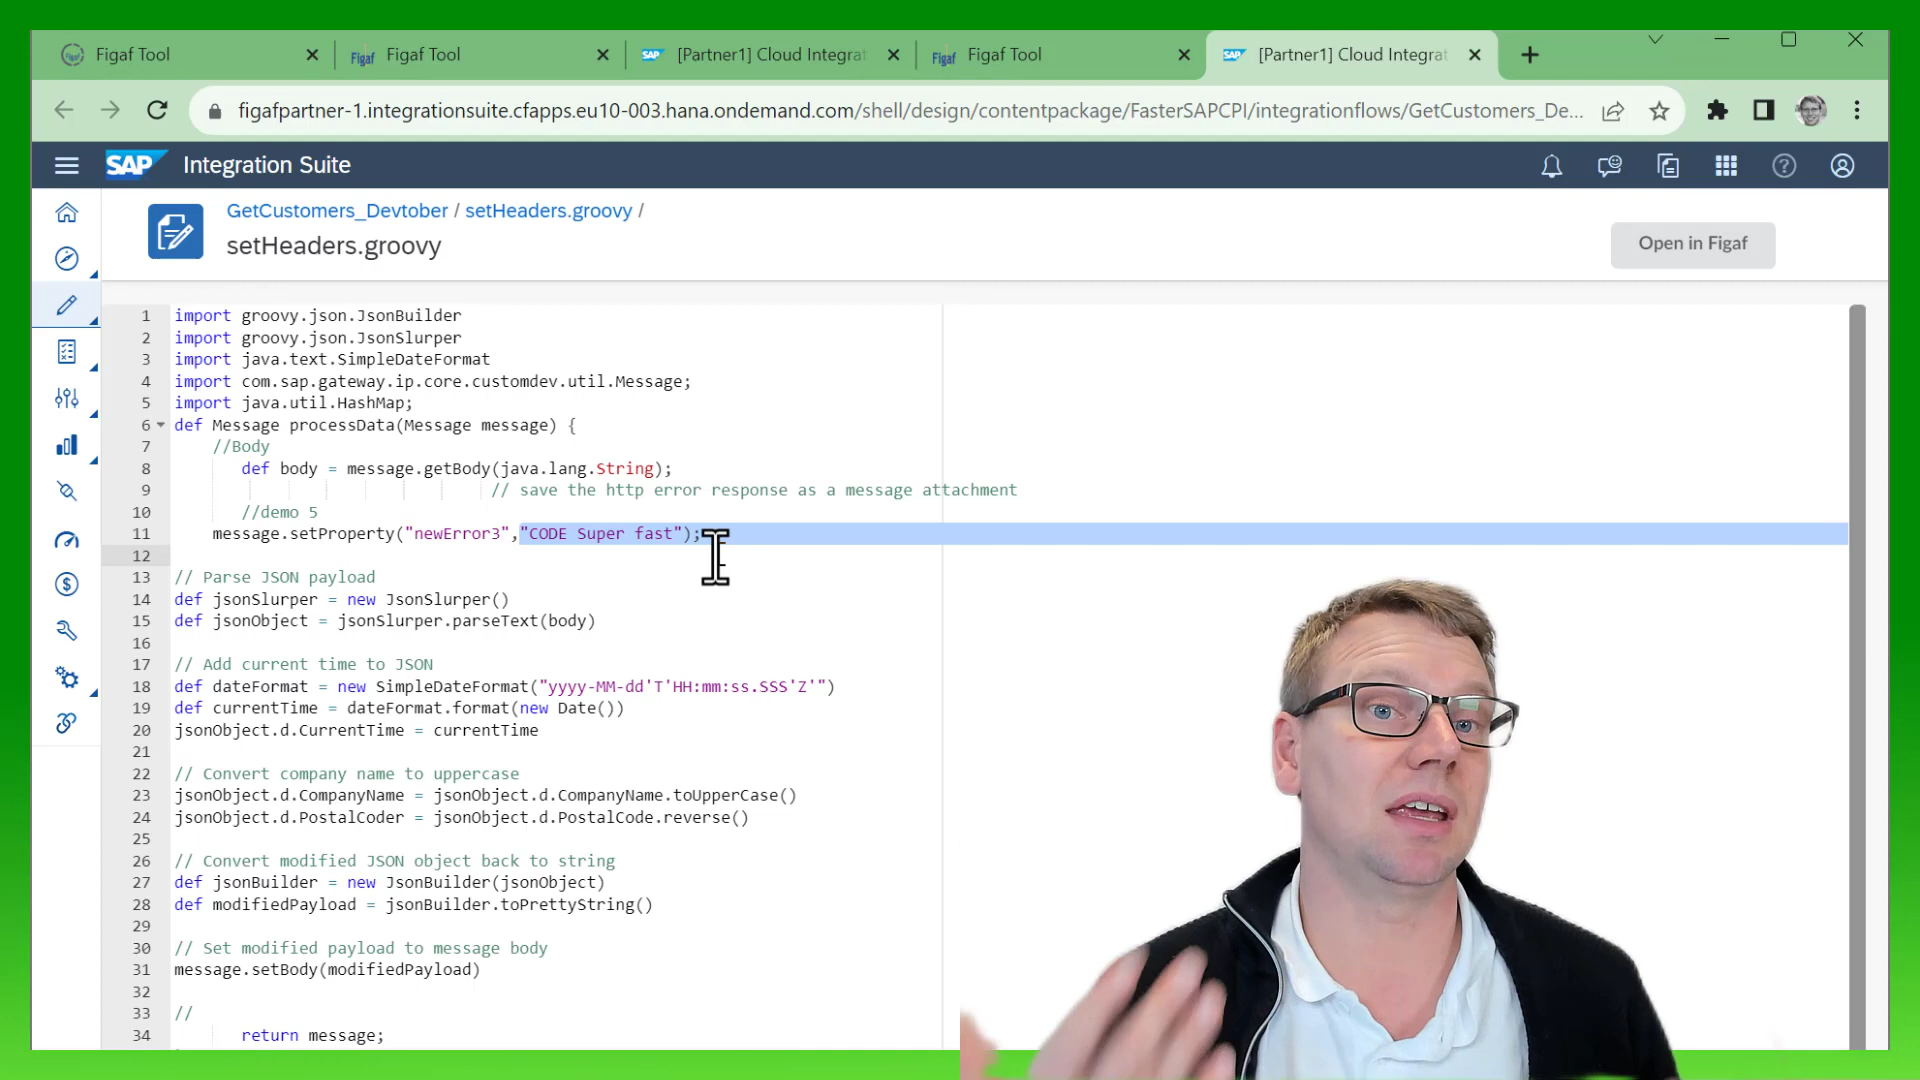 Figaf Tool
Figaf Figaf Tool
SAP [Partner1] Cloud Integrat
Figaf Figaf Tool
SAP [Partner1] Cloud Integrat
figafpartner-1.integrationsuite.cfapps.eu10-003.hana.ondemand.com/shell/design/contentpackage/FasterSAPCPI/integrationflows/GetCustomers_De...
SAP Integration Suite
GetCustomers_Devtober / setHeaders.groovy /
setHeaders.groovy
Open in Figaf
1 import groovy.json.JsonBuilder
2 import groovy.json.JsonSlurper
3 import java.text.SimpleDateFormat
4 import com.sap.gateway.ip.core.customdev.util.Message;
5 import java.util.HashMap;
6 def Message processData(Message message) {
7 //Body
8 def body = message.getBody(java.lang.String);
9 // save the http error response as a message attachment
10 //demo 5
11 message.setProperty("newError3","CODE Super fast");
12
13 // Parse JSON payload
14 def jsonSlurper = new JsonSlurper()
15 def jsonObject = jsonSlurper.parseText(body)
16
17 // Add current time to JSON
18 def dateFormat = new SimpleDateFormat("yyyy-MM-dd'T'HH:mm:ss.SSS'Z'")
19 def currentTime = dateFormat.format(new Date())
20 jsonObject.d.CurrentTime = currentTime
21
22 // Convert company name to uppercase
23 jsonObject.d.CompanyName = jsonObject.d.CompanyName.toUpperCase()
24 jsonObject.d.PostalCoder = jsonObject.d.PostalCode.reverse()
25
26 // Convert modified JSON object back to string
27 def jsonBuilder = new JsonBuilder(jsonObject)
28 def modifiedPayload = jsonBuilder.toPrettyString()
29
30 // Set modified payload to message body
31 message.setBody(modifiedPayload)
32
33 //
34 return message;